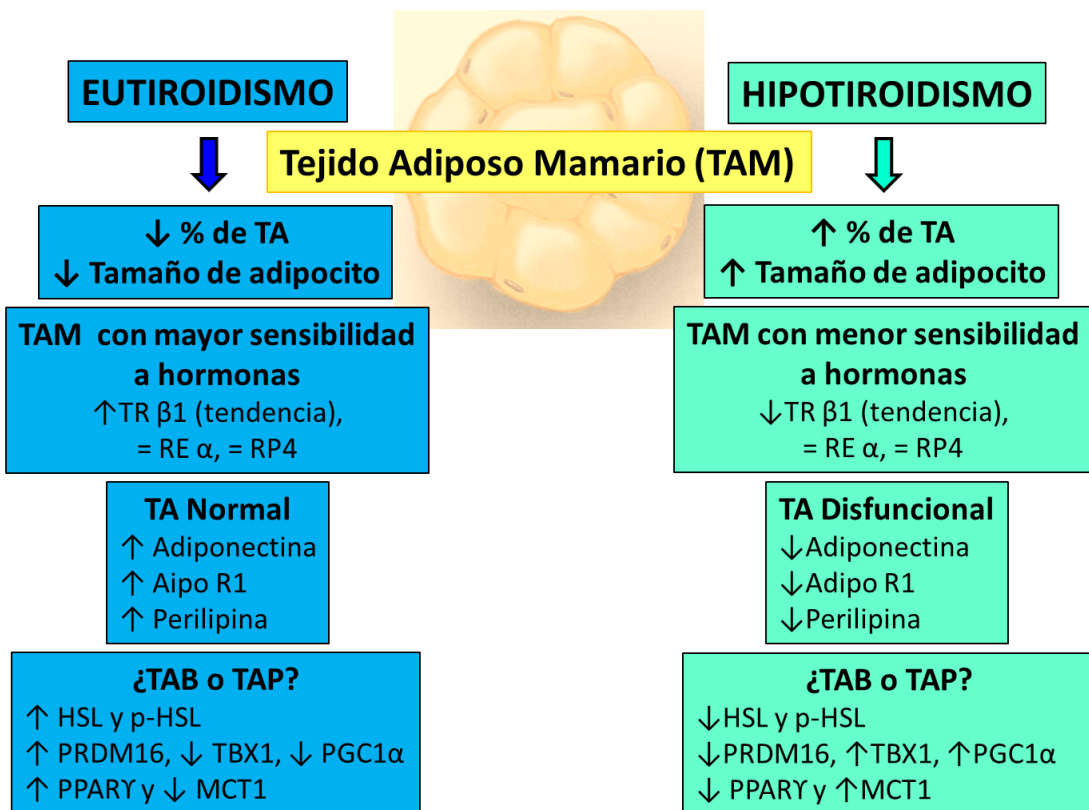 EUTIROIDISMO
HIPOTIROIDISMO
Tejido Adiposo Mamario (TAM)
↓ % de TA
↓ Tamaño de adipocito
TAM con mayor sensibilidad
a hormonas
↑TR β1 (tendencia),
= RE α, = RP4
TA Normal
↑ Adiponectina
↑ Aipo R1
↑ Perilipina
¿TAB o TAP?
↑ HSL y p-HSL
↑ PRDM16, ↓ TBX1, ↓ PGC1α
↑ PPARϒ y ↓ MCT1
↑ % de TA
↑ Tamaño de adipocito
TAM con menor sensibilidad
a hormonas
↓TR β1 (tendencia),
= RE α, = RP4
TA Disfuncional
↓Adiponectina
↓Adipo R1
↓Perilipina
¿TAB o TAP?
↓HSL y p-HSL
↓PRDM16, ↑TBX1, ↑PGC1α
↓ PPARϒ y ↑MCT1